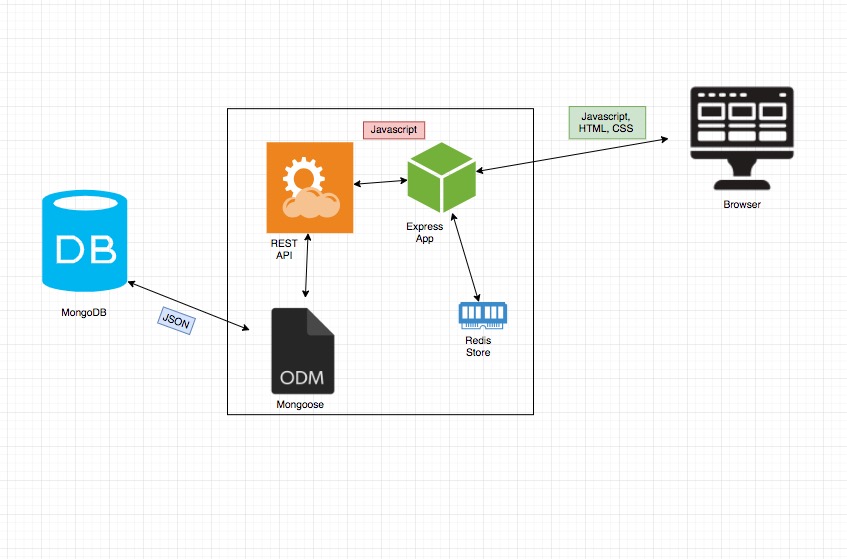 Javascript
Javascript,
HTML, CSS
REST
API
Express
App
Browser
DB
MongoDB
JSON
Redis
Store
ODM
Mongoose